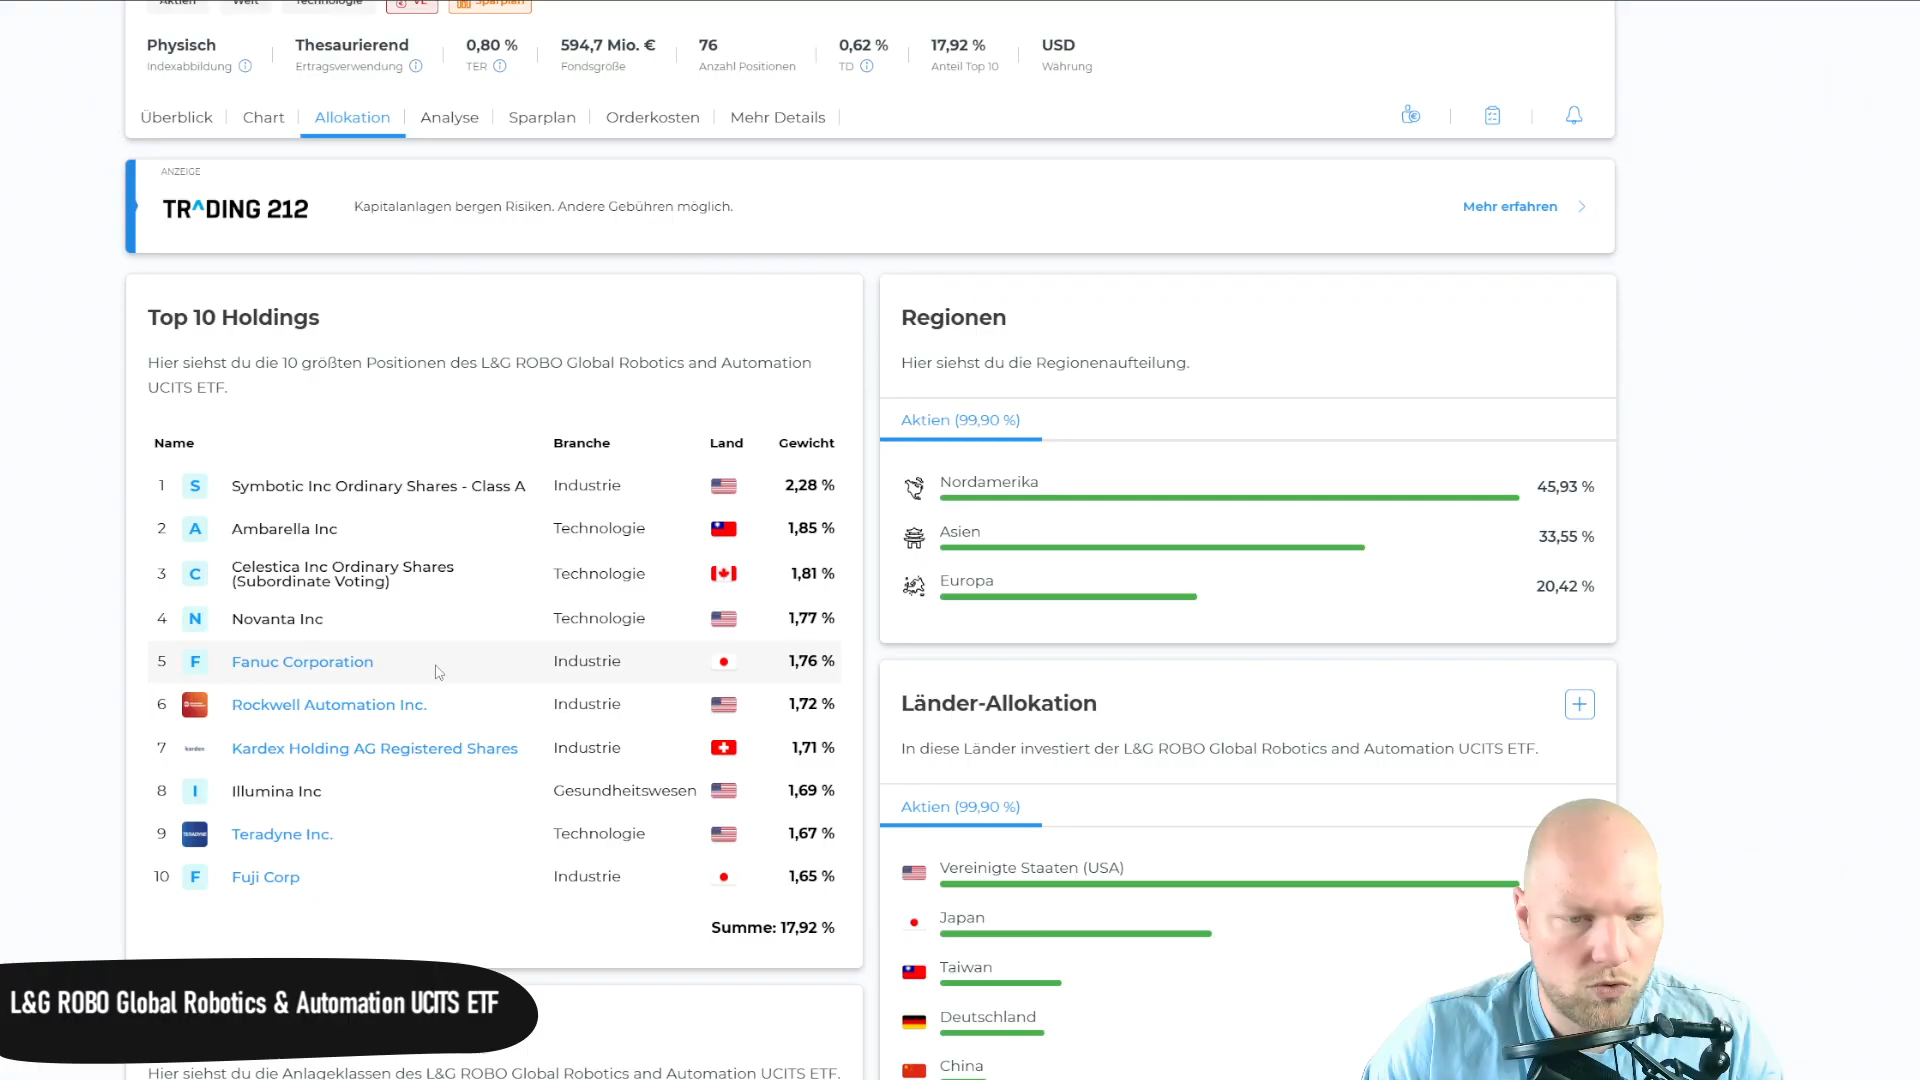 Aktien Welt Technologie VL Sparplan
Physisch Thesaurierend 0,80 % 594,7 Mio. € 76 0,62 % 17,92 % USD
Indexabbildung Ertragsverwendung TER Fondsgröße Anzahl Positionen TD Anteil Top 10 Währung
Überblick Chart Allokation Analyse Sparplan Orderkosten Mehr Details
ANZEIGE
TRADING 212 Kapitalanlagen bergen Risiken. Andere Gebühren möglich. Mehr erfahren
Top 10 Holdings
Hier siehst du die 10 größten Positionen des L&G ROBO Global Robotics and Automation
UCITS ETF.
Name Branche Land Gewicht
1 S Symbotic Inc Ordinary Shares - Class A Industrie 2,28 %
2 A Ambarella Inc Technologie 1,85 %
3 C Celestica Inc Ordinary Shares
(Subordinate Voting) Technologie 1,81 %
4 N Novanta Inc Technologie 1,77 %
5 F Fanuc Corporation Industrie 1,76 %
6 Rockwell Automation Inc. Industrie 1,72 %
7 kardex Kardex Holding AG Registered Shares Industrie 1,71 %
8 I Illumina Inc Gesundheitswesen 1,69 %
9 TERADYNE Teradyne Inc. Technologie 1,67 %
10 F Fuji Corp Industrie 1,65 %
Summe: 17,92 %
Regionen
Hier siehst du die Regionenaufteilung.
Aktien (99,90 %)
Nordamerika 45,93 %
Asien 33,55 %
Europa 20,42 %
Länder-Allokation
In diese Länder investiert der L&G ROBO Global Robotics and Automation UCITS ETF.
Aktien (99,90 %)
Vereinigte Staaten (USA)
Japan
Taiwan
Deutschland
China
L&G ROBO Global Robotics & Automation UCITS ETF
Hier siehst du die Anlageklassen des L&G ROBO Global Robotics and Automation UCITS ETF.